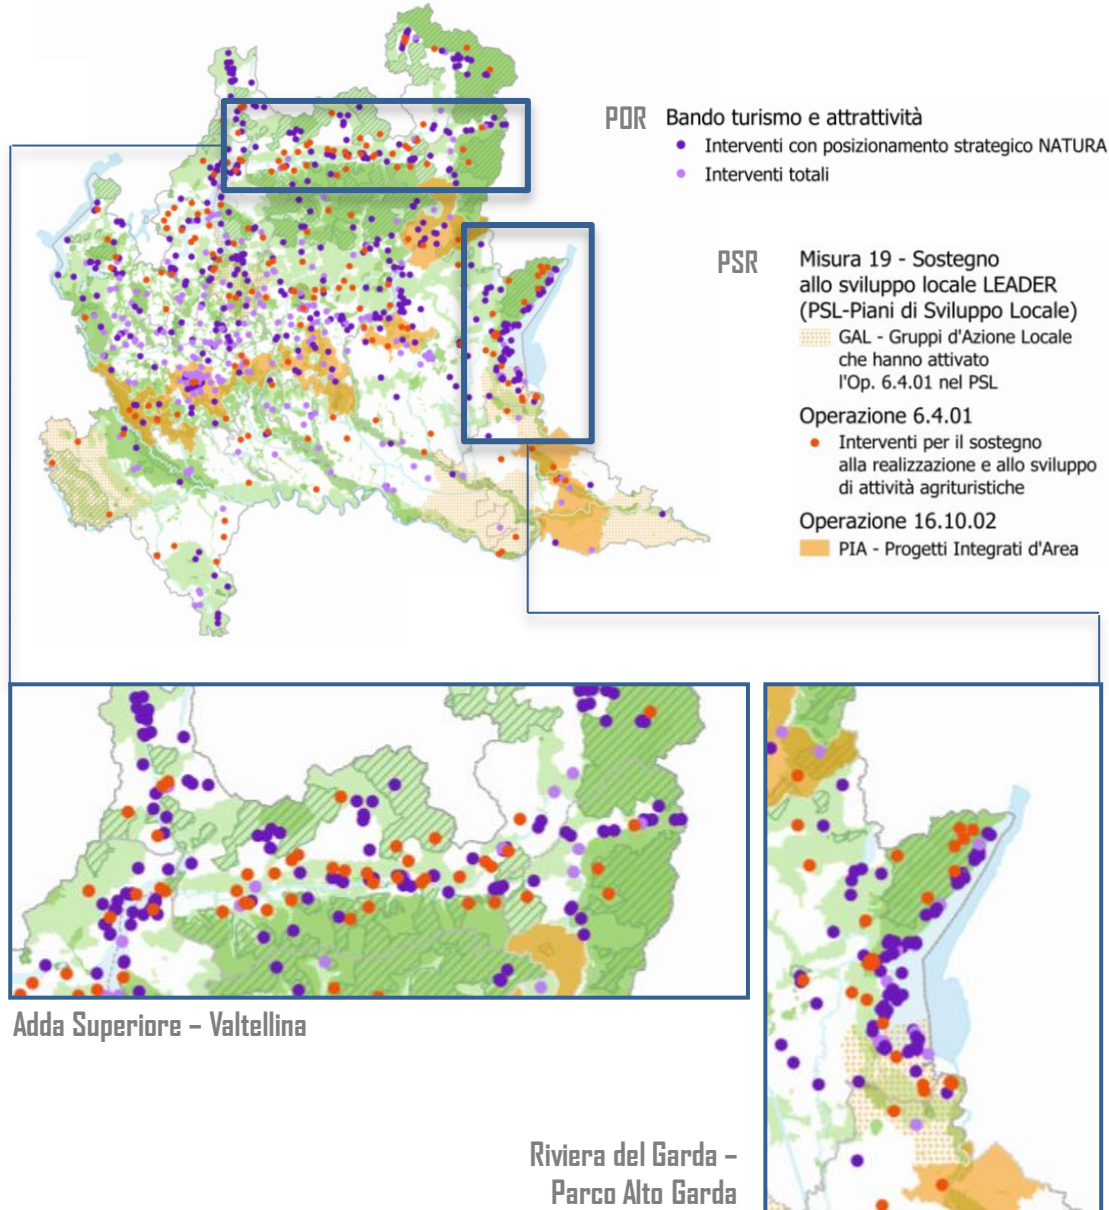 POR Bando turismo e attrattività
Interventi con posizionamento strategico NATURA
Interventi totali
PSR Misura 19 - Sostegno
allo sviluppo locale LEADER
(PSL-Piani di Sviluppo Locale)
GAL - Gruppi d'Azione Locale
che hanno attivato
l'Op. 6.4.01 nel PSL
Operazione 6.4.01
Interventi per il sostegno
alla realizzazione e allo sviluppo
di attività agrituristiche
Operazione 16.10.02
PIA - Progetti Integrati d'Area
Adda Superiore – Valtellina
Riviera del Garda –
Parco Alto Garda